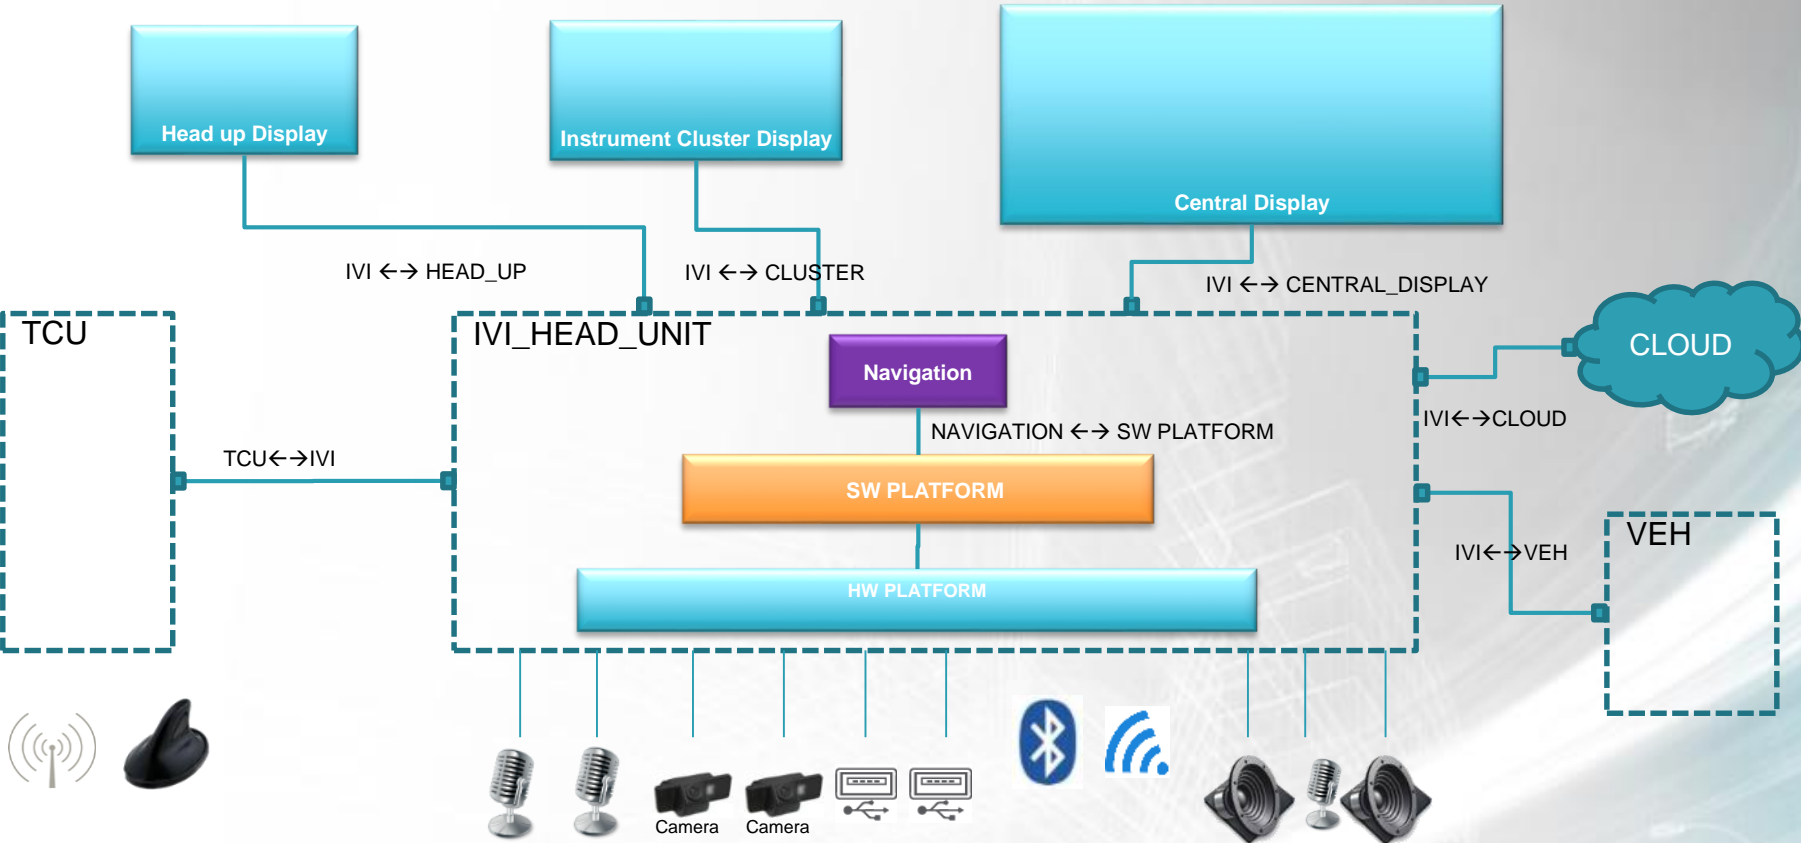 Head up Display
Instrument Cluster Display
Central Display
IVI ←→ HEAD_UP
IVI ←→ CLUSTER
IVI ←→ CENTRAL_DISPLAY
TCU
IVI_HEAD_UNIT
CLOUD
Navigation
IVI←→CLOUD
NAVIGATION ←→ SW PLATFORM
TCU←→IVI
SW PLATFORM
VEH
IVI←→VEH
HW PLATFORM
Camera
Camera